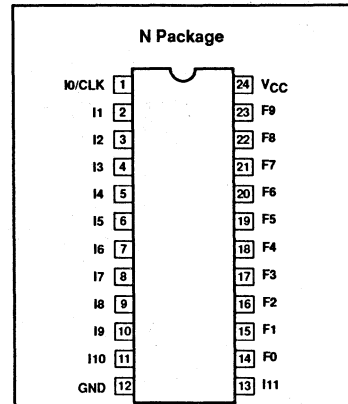 N Package
I0/CLK 1 24 VCC
I1 2 23 F9
I2 3 22 F8
I3 4 21 F7
I4 5 20 F6
I5 6 19 F5
I6 7 18 F4
I7 8 17 F3
I8 9 16 F2
I9 10 15 F1
I10 11 14 F0
GND 12 13 I11